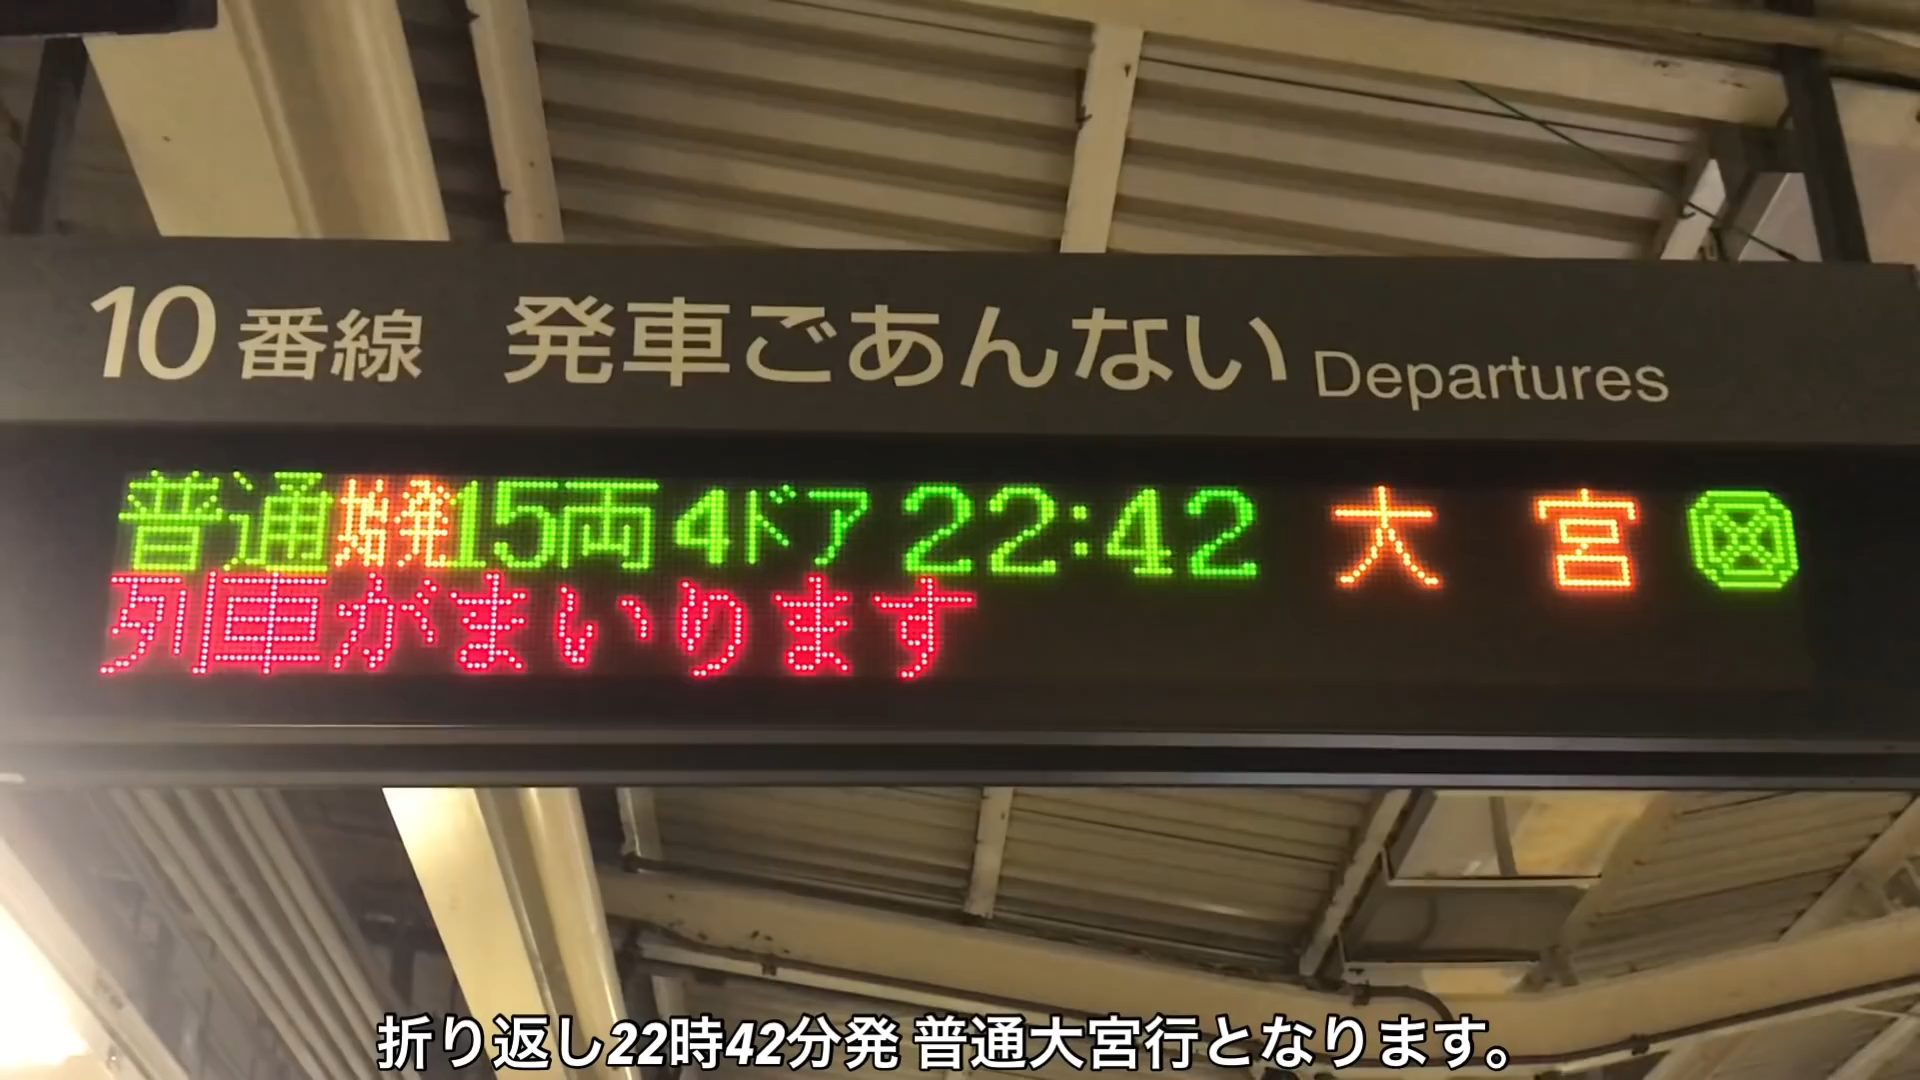 10番線 発車ごあんない Departures
普通始発15両 4ドア 22:42 大宮
列車がまいります
折り返し22時42分発 普通大宮行となります。